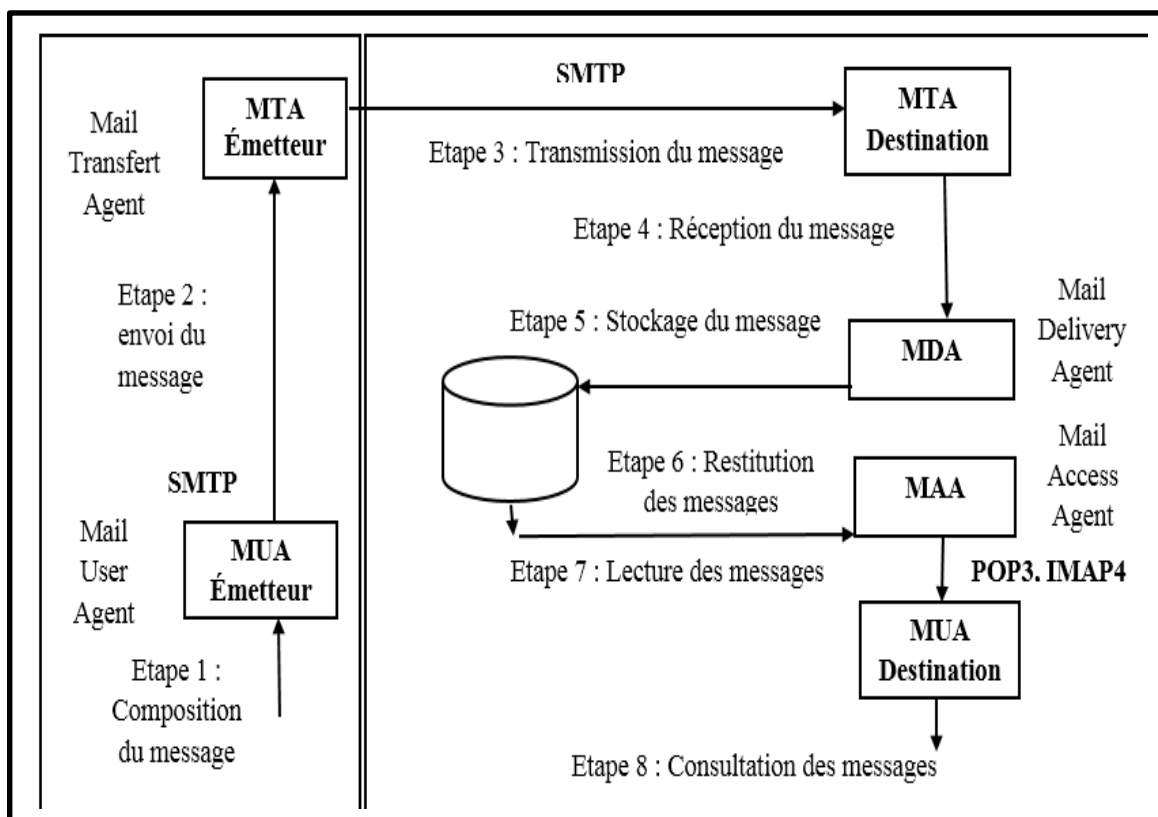 SMTP
MTA
Émetteur
Mail
Transfert
Agent
MTA
Destination
Etape 3 : Transmission du message
Etape 4 : Réception du message
Etape 2 :
envoi du
message
Etape 5 : Stockage du message
MDA
Mail
Delivery
Agent
SMTP
Etape 6 : Restitution
des messages
MAA
Mail
Access
Agent
Mail
User
Agent
MUA
Émetteur
Etape 7 : Lecture des messages
POP3. IMAP4
MUA
Destination
Etape 1 :
Composition
du message
Etape 8 : Consultation des messages